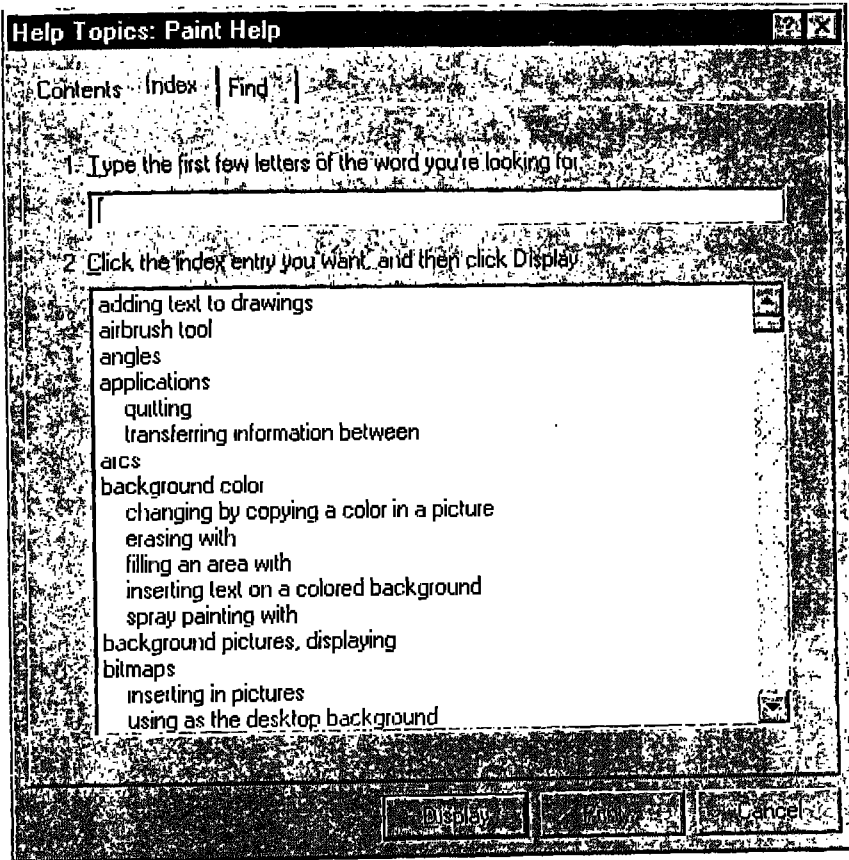 Help Topics: Paint Help
Contents Index Find
1. Type the first few letters of the word you're looking for.
2 Click the index entry you want, and then click Display.
adding text to drawings
airbrush tool
angles
applications
quitting
transferring information between
arcs
background color
changing by copying a color in a picture
erasing with
filling an area with
inserting text on a colored background
spray painting with
background pictures, displaying
bitmaps
inserting in pictures
using as the desktop background
Display Print... Cancel